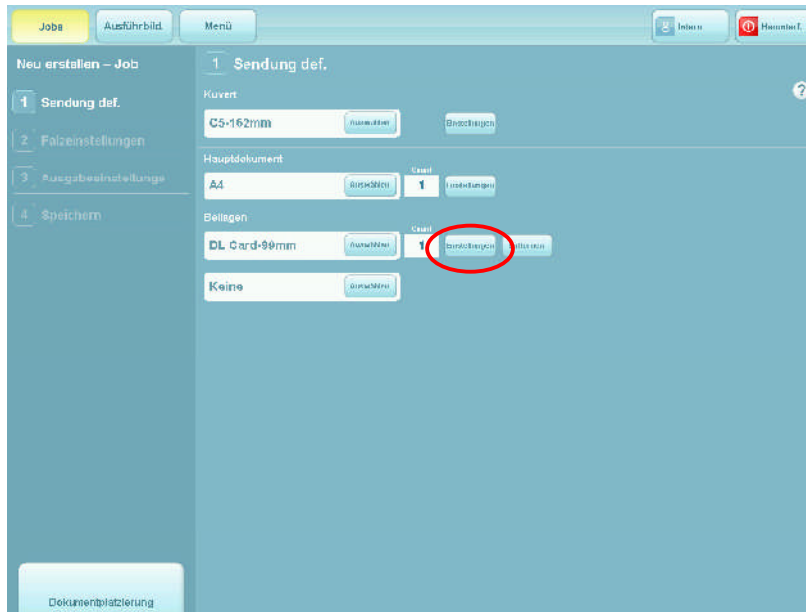 Jobs
Ausführbild.
Menü
Intern
Herunterf.
Neu erstellen – Job
1 Sendung def.
2 Falzeinstellungen
3 Ausgabeeinstellunge
4 Speichern
Dokumentplatzierung
1 Sendung def.
?
Kuvert
C5-162mm
Auswählen
Einstellungen
Hauptdokument
A4
Auswählen
Count
1
Einstellungen
Beilagen
DL Card-99mm
Auswählen
Count
1
Einstellungen
Entfernen
Keine
Auswählen